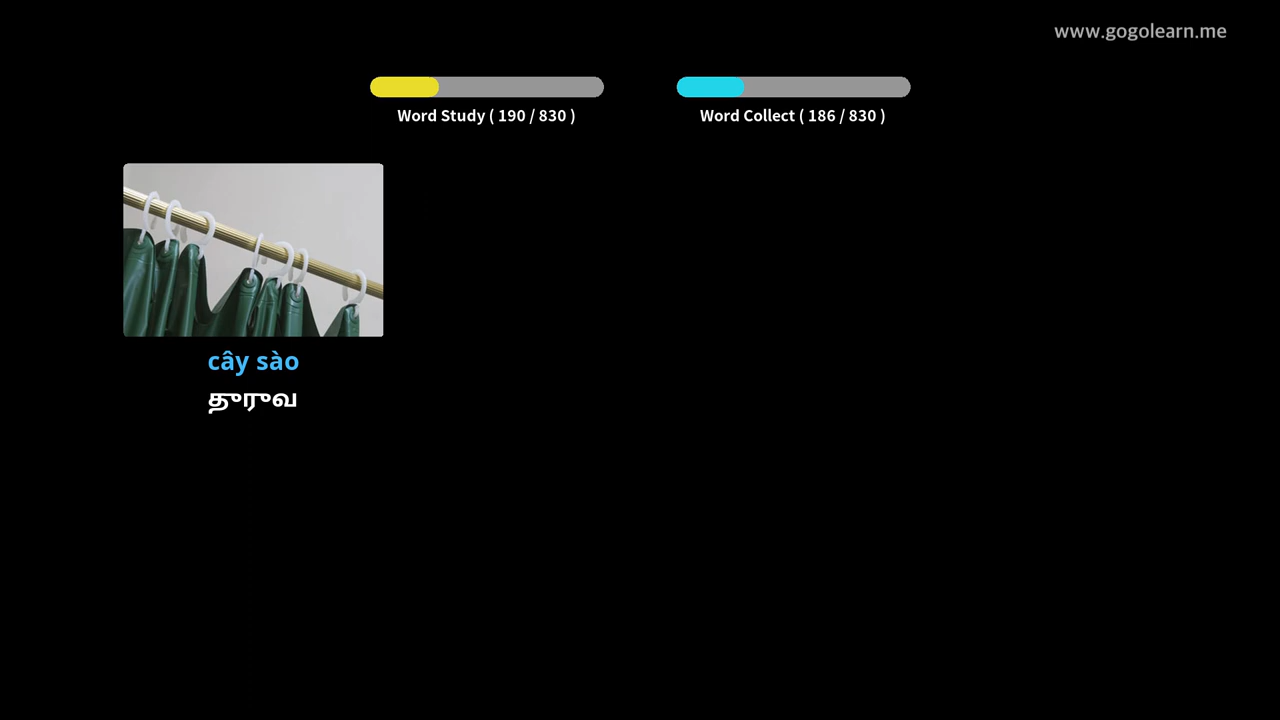 www.gogolearn.me
Word Study ( 190 / 830 )
Word Collect ( 186 / 830 )
cây sào
துருவ